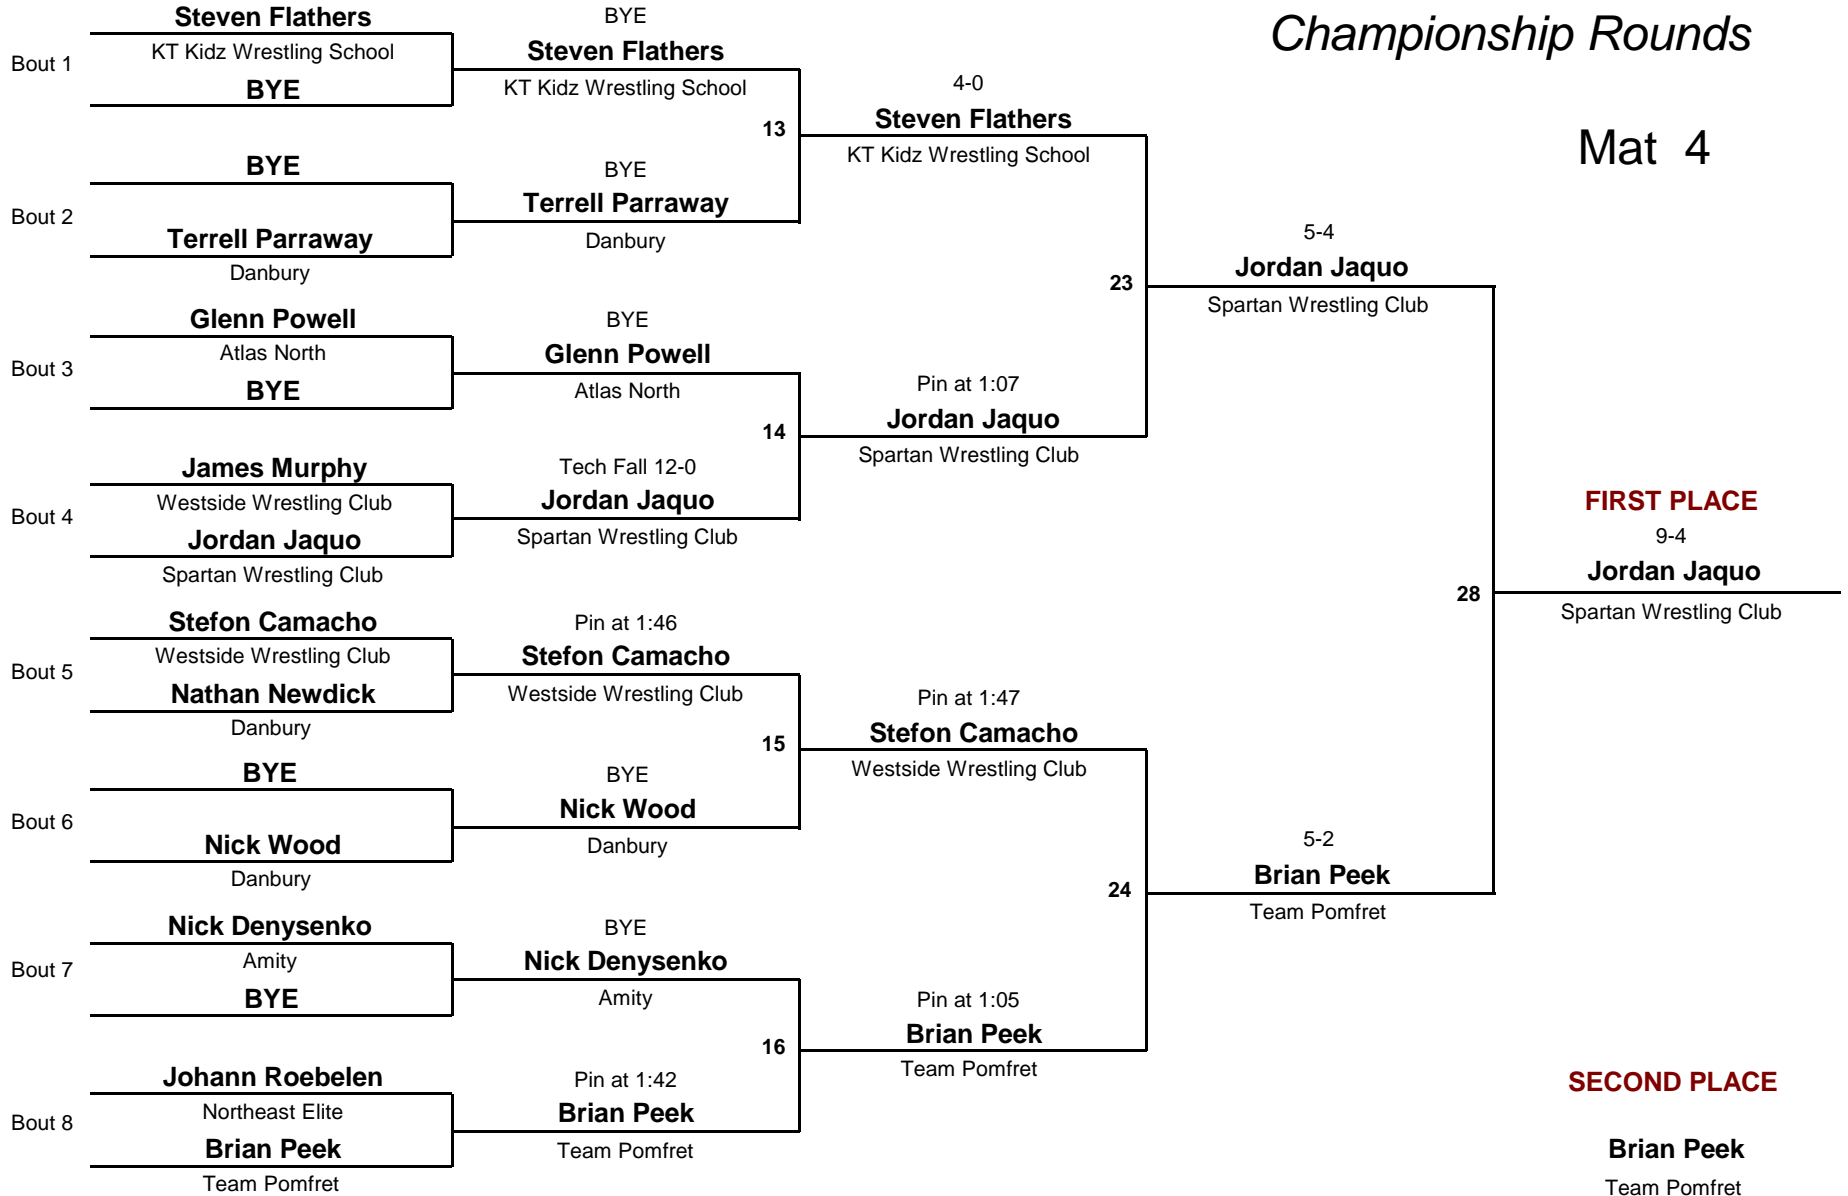 Championship Rounds
Mat 4
Bout 1
Steven Flathers
KT Kidz Wrestling School
BYE
Bout 2
BYE
Terrell Parraway
Danbury
Bout 3
Glenn Powell
Atlas North
BYE
Bout 4
James Murphy
Westside Wrestling Club
Jordan Jaquo
Spartan Wrestling Club
Bout 5
Stefon Camacho
Westside Wrestling Club
Nathan Newdick
Danbury
Bout 6
BYE
Nick Wood
Danbury
Bout 7
Nick Denysenko
Amity
BYE
Bout 8
Johann Roebelen
Northeast Elite
Brian Peek
Team Pomfret
BYE
Steven Flathers
KT Kidz Wrestling School
13
BYE
Terrell Parraway
Danbury
BYE
Glenn Powell
Atlas North
14
Tech Fall 12-0
Jordan Jaquo
Spartan Wrestling Club
Pin at 1:46
Stefon Camacho
Westside Wrestling Club
15
BYE
Nick Wood
Danbury
BYE
Nick Denysenko
Amity
16
Pin at 1:42
Brian Peek
Team Pomfret
4-0
Steven Flathers
KT Kidz Wrestling School
23
Pin at 1:07
Jordan Jaquo
Spartan Wrestling Club
Pin at 1:47
Stefon Camacho
Westside Wrestling Club
24
Pin at 1:05
Brian Peek
Team Pomfret
5-4
Jordan Jaquo
Spartan Wrestling Club
28
5-2
Brian Peek
Team Pomfret
FIRST PLACE
9-4
Jordan Jaquo
Spartan Wrestling Club
SECOND PLACE
Brian Peek
Team Pomfret